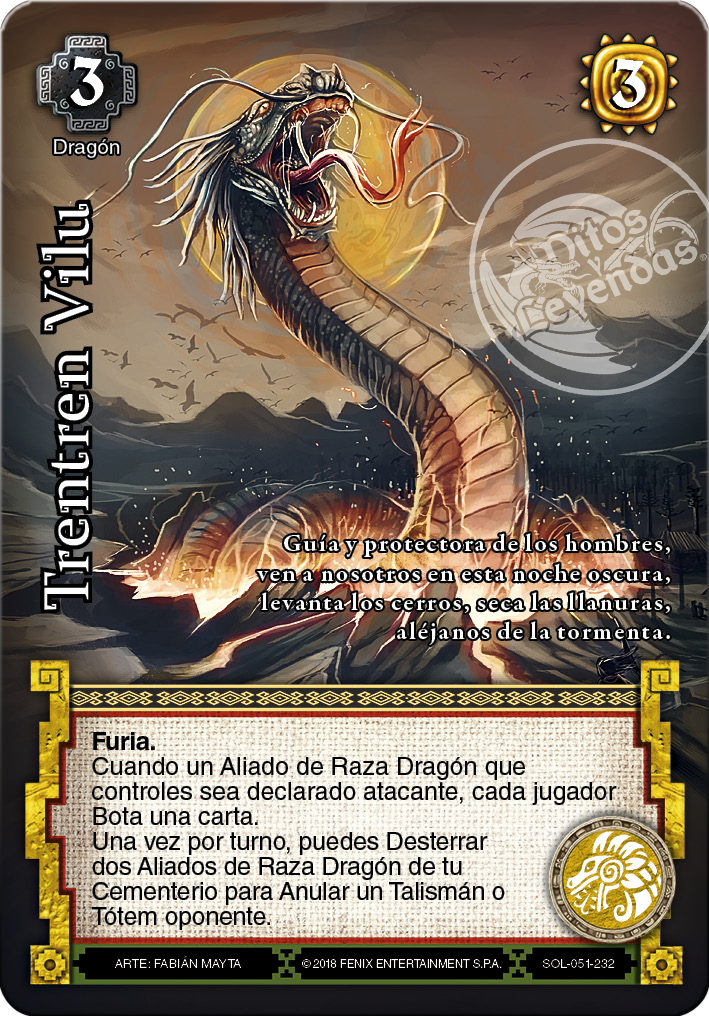 3
3
Dragón
Mitos
y
Leyendas
Trentren Vilu
Guía y protectora de los hombres,
ven a nosotros en esta noche oscura,
levanta los cerros, seca las llanuras,
aléjanos de la tormenta.
Furia.
Cuando un Aliado de Raza Dragón que
controles sea declarado atacante, cada jugador
Bota una carta.
Una vez por turno, puedes Desterrar
dos Aliados de Raza Dragón de tu
Cementerio para Anular un Talismán o
Tótem oponente.
ARTE: FABIÁN MAYTA
© 2018 FENIX ENTERTAINMENT S.P.A.
SOL-051-232